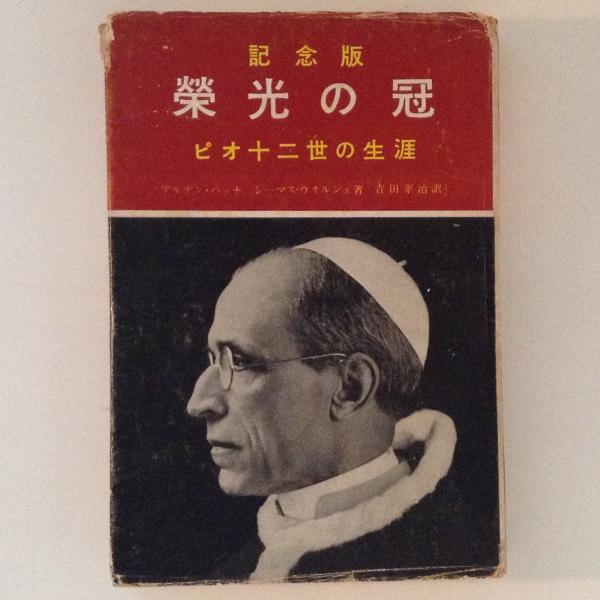 記念版
榮光の冠
ピオ十二世の生涯
アルデン・ハッチ シーマス・ウオルシュ著 吉田幸治訳